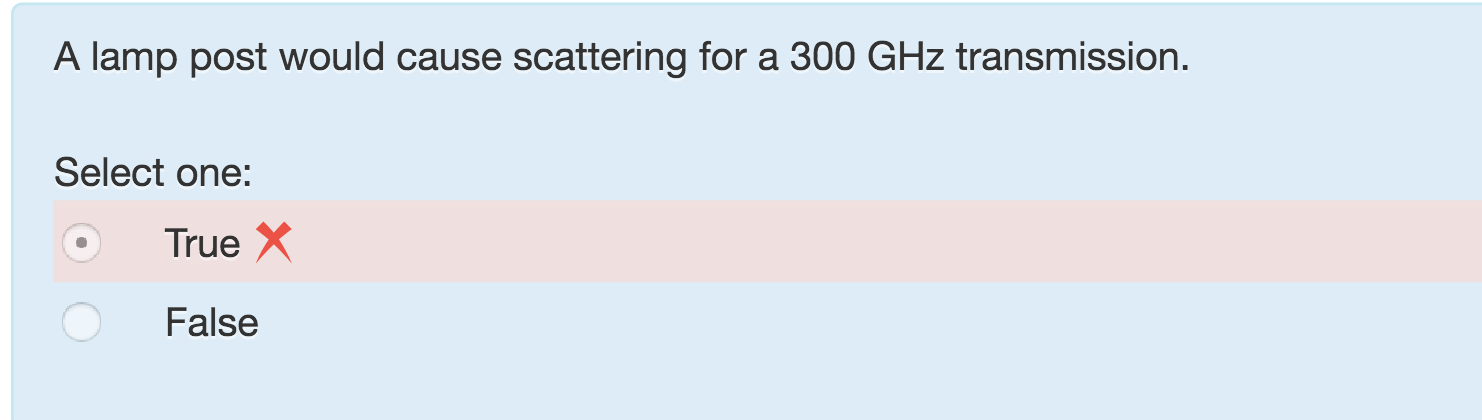 A lamp post would cause scattering for a 300 GHz transmission.
Select one:
True
False